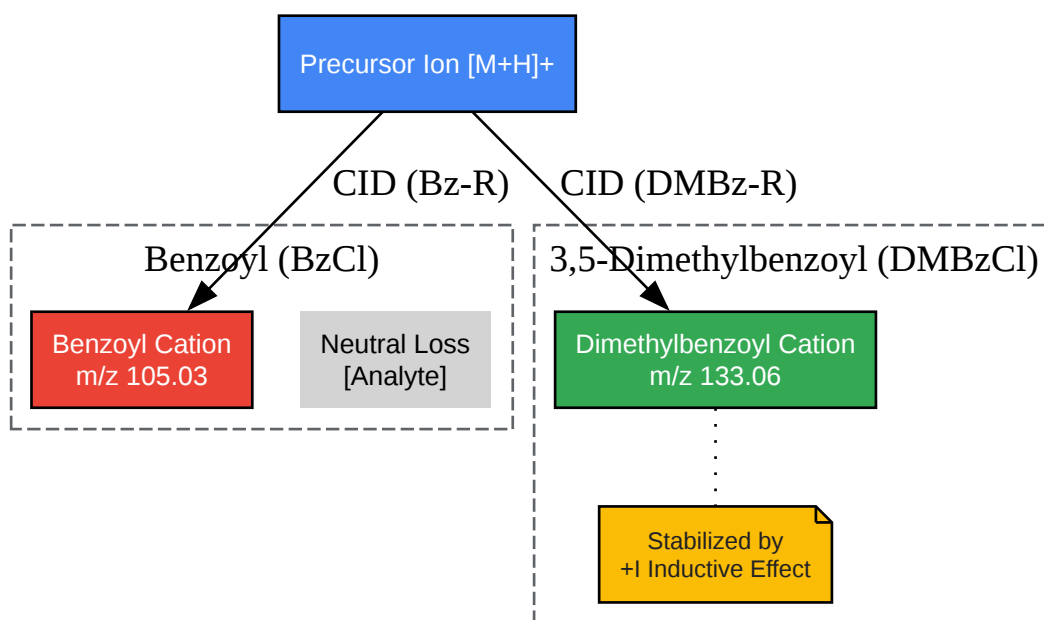 Precursor Ion [M+H]+
CID (Bz-R)
CID (DMBz-R)
Benzoyl (BzCl)
3,5-Dimethylbenzoyl (DMBzCl)
Benzoyl Cation
m/z 105.03
Neutral Loss
[Analyte]
Dimethylbenzoyl Cation
m/z 133.06
Stabilized by
+I Inductive Effect